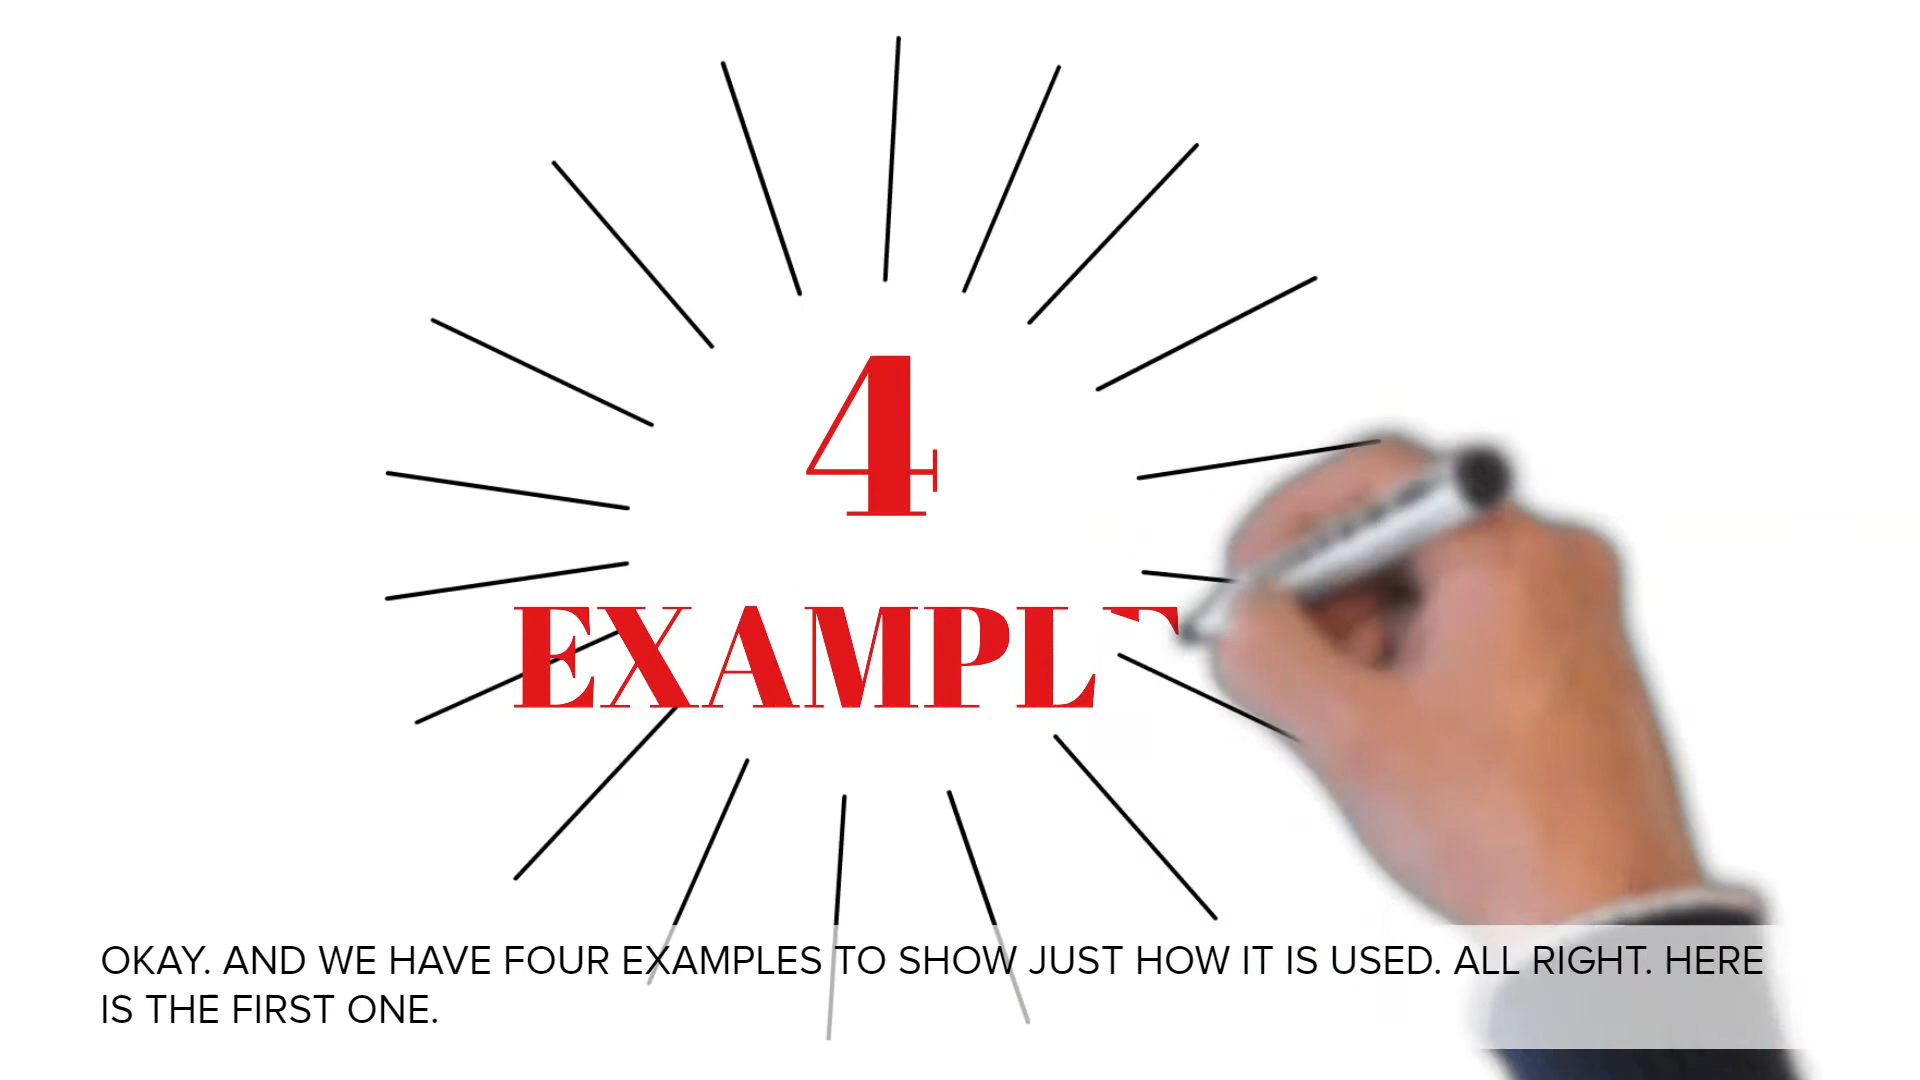 4
EXAMPL
OKAY. AND WE HAVE FOUR EXAMPLES TO SHOW JUST HOW IT IS USED. ALL RIGHT. HERE
IS THE FIRST ONE.